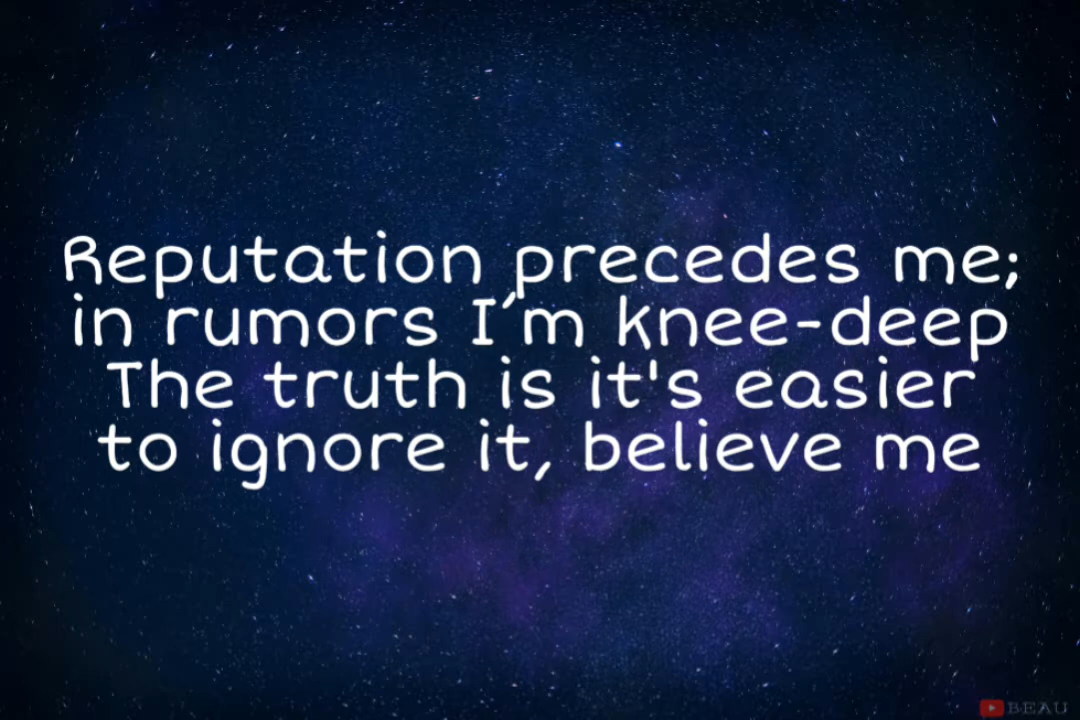 Reputation precedes me;
in rumors I´m knee-deep
The truth is it's easier
to ignore it, believe me
BEAU